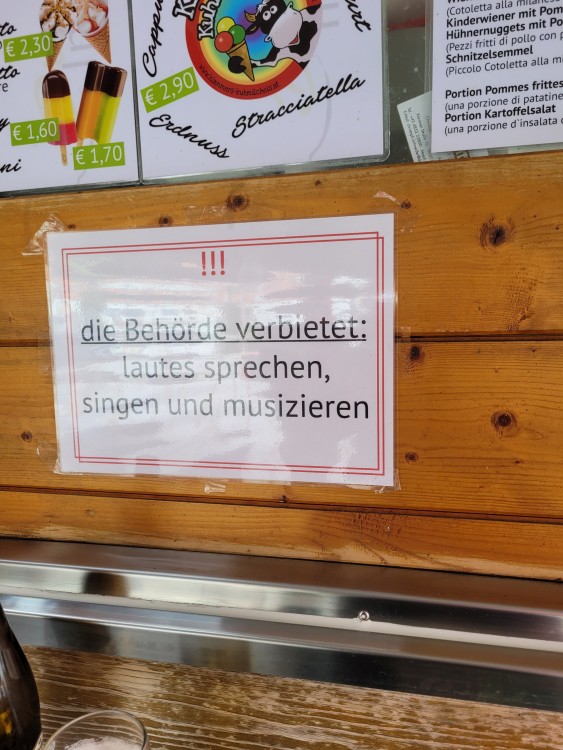 € 2,30
€ 1,60
€ 1,70
€ 2,90
Erdnuss
Stracciatella
(Cotoletta alla milanese
Kinderwiener mit Pom
Hühnernuggets mit Po
(Pezzi fritti di pollo con p
Schnitzelsemmel
(Piccolo Cotoletta alla mi
Portion Pommes frittes
(una porzione di patatine
Portion Kartoffelsalat
(una porzione d'insalata d
!!!
die Behörde verbietet:
lautes sprechen,
singen und musizieren